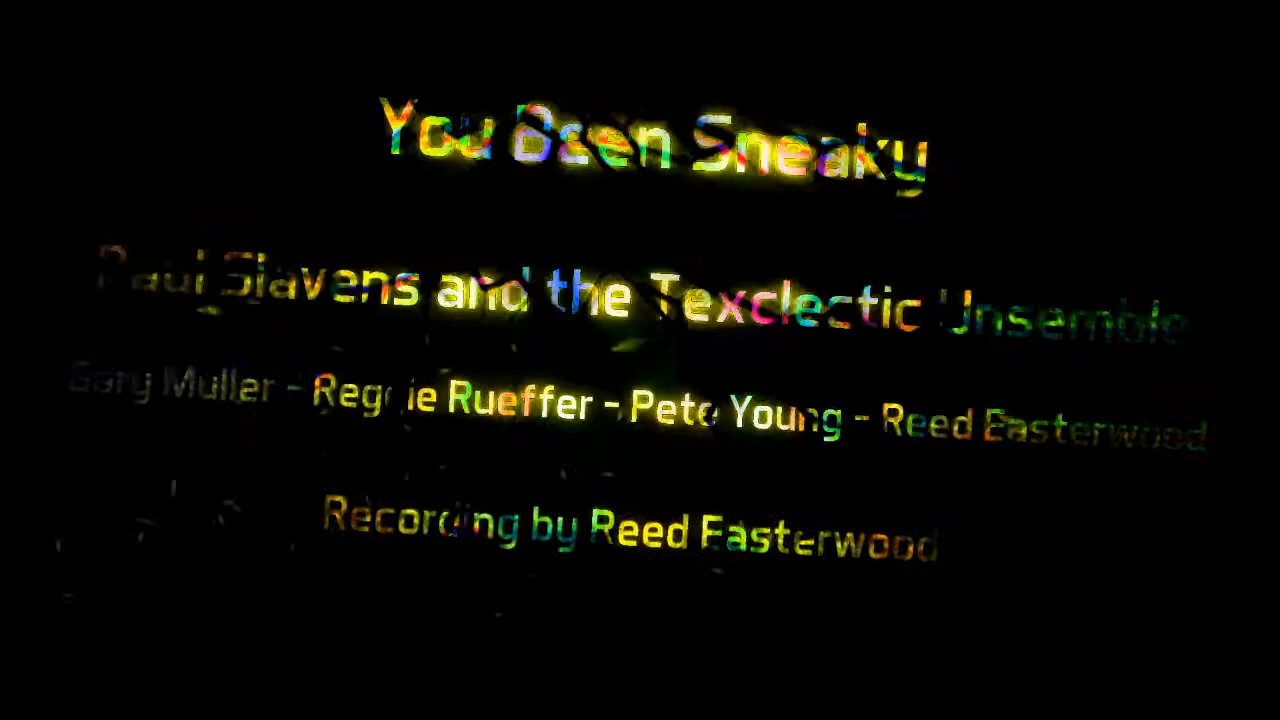 You Been Sneaky
Paul Slavens and the Texclectic Unsemble
Gary Muller - Reggie Rueffer - Pete Young - Reed Easterwood
Recording by Reed Easterwood